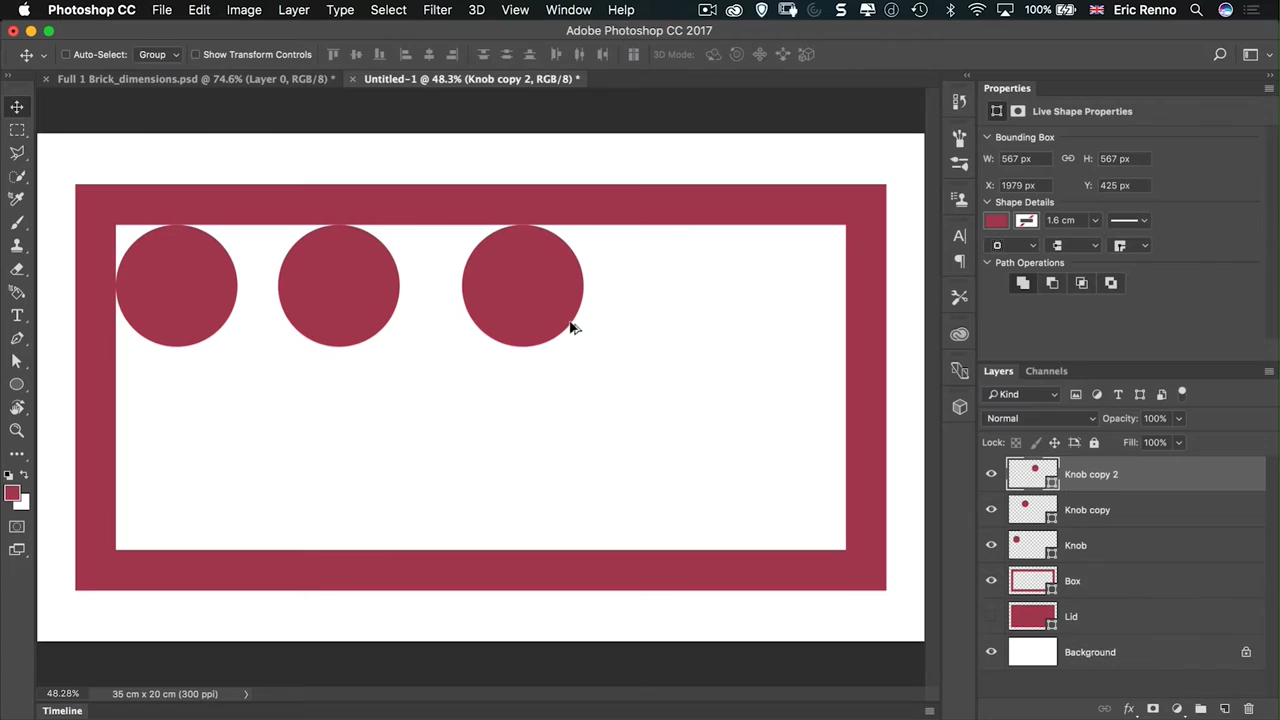 Photoshop CC File Edit Image Layer Type Select Filter 3D View Window Help 100% Eric Renno
Adobe Photoshop CC 2017
Auto-Select: Group Show Transform Controls 3D Mode:
Full 1 Brick_dimensions.psd @ 74.6% (Layer 0, RGB/8) * Untitled-1 @ 48.3% (Knob copy 2, RGB/8) *
Properties
Live Shape Properties
Bounding Box
W: 567 px H: 567 px
X: 1979 px Y: 425 px
Shape Details
1.6 cm
Path Operations
Layers Channels
Kind
Normal Opacity: 100%
Lock: Fill: 100%
Knob copy 2
Knob copy
Knob
Box
Lid
Background
48.28% 35 cm x 20 cm (300 ppi)
Timeline